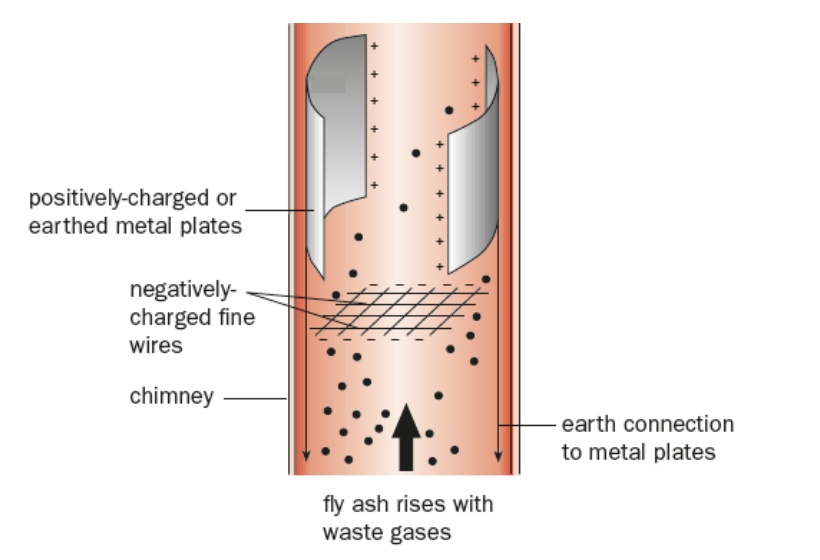 positively-charged or
earthed metal plates
negatively-
charged fine
wires
chimney
earth connection
to metal plates
fly ash rises with
waste gases